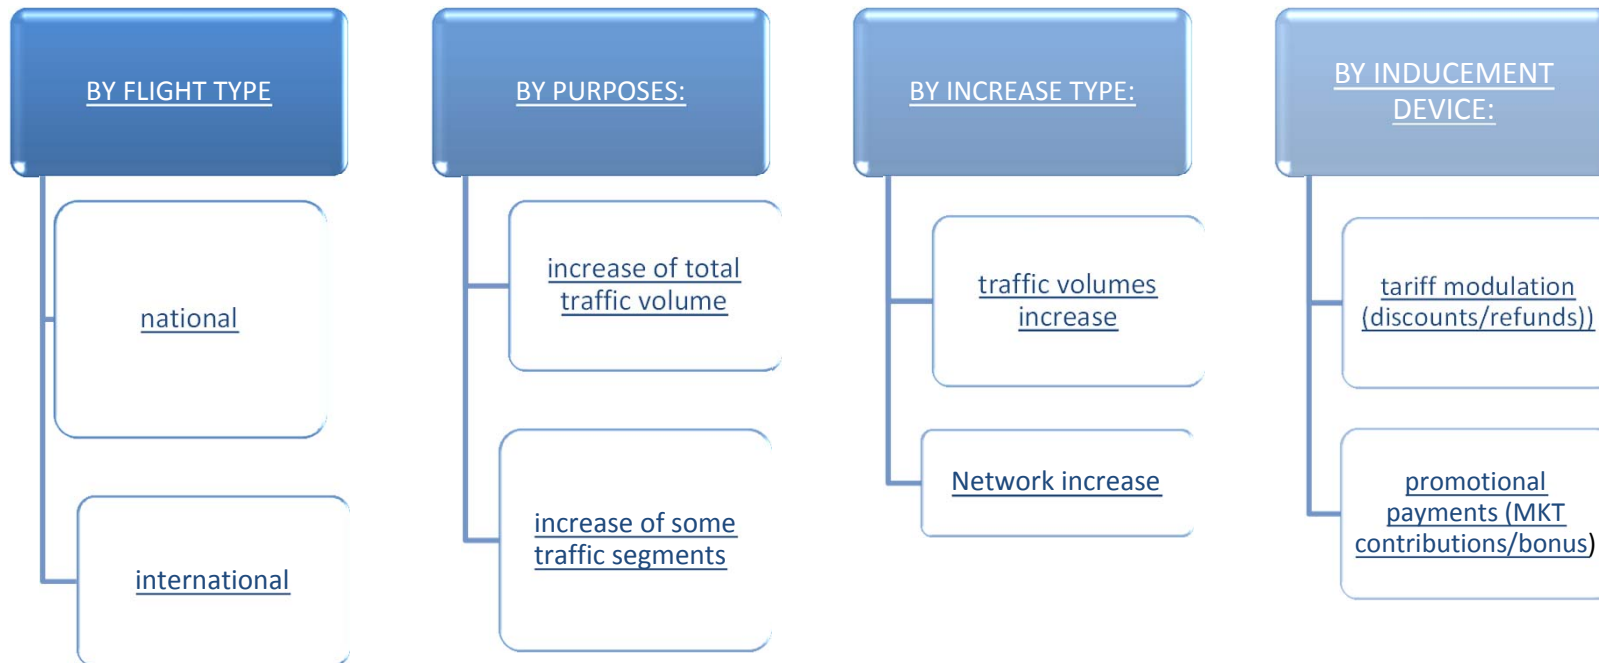 BY FLIGHT TYPE
national
international
BY PURPOSES:
increase of total
traffic volume
increase of some
traffic segments
BY INCREASE TYPE:
traffic volumes
increase
Network increase
BY INDUCEMENT
DEVICE:
tariff modulation
(discounts/refunds))
promotional
payments (MKT
contributions/bonus)